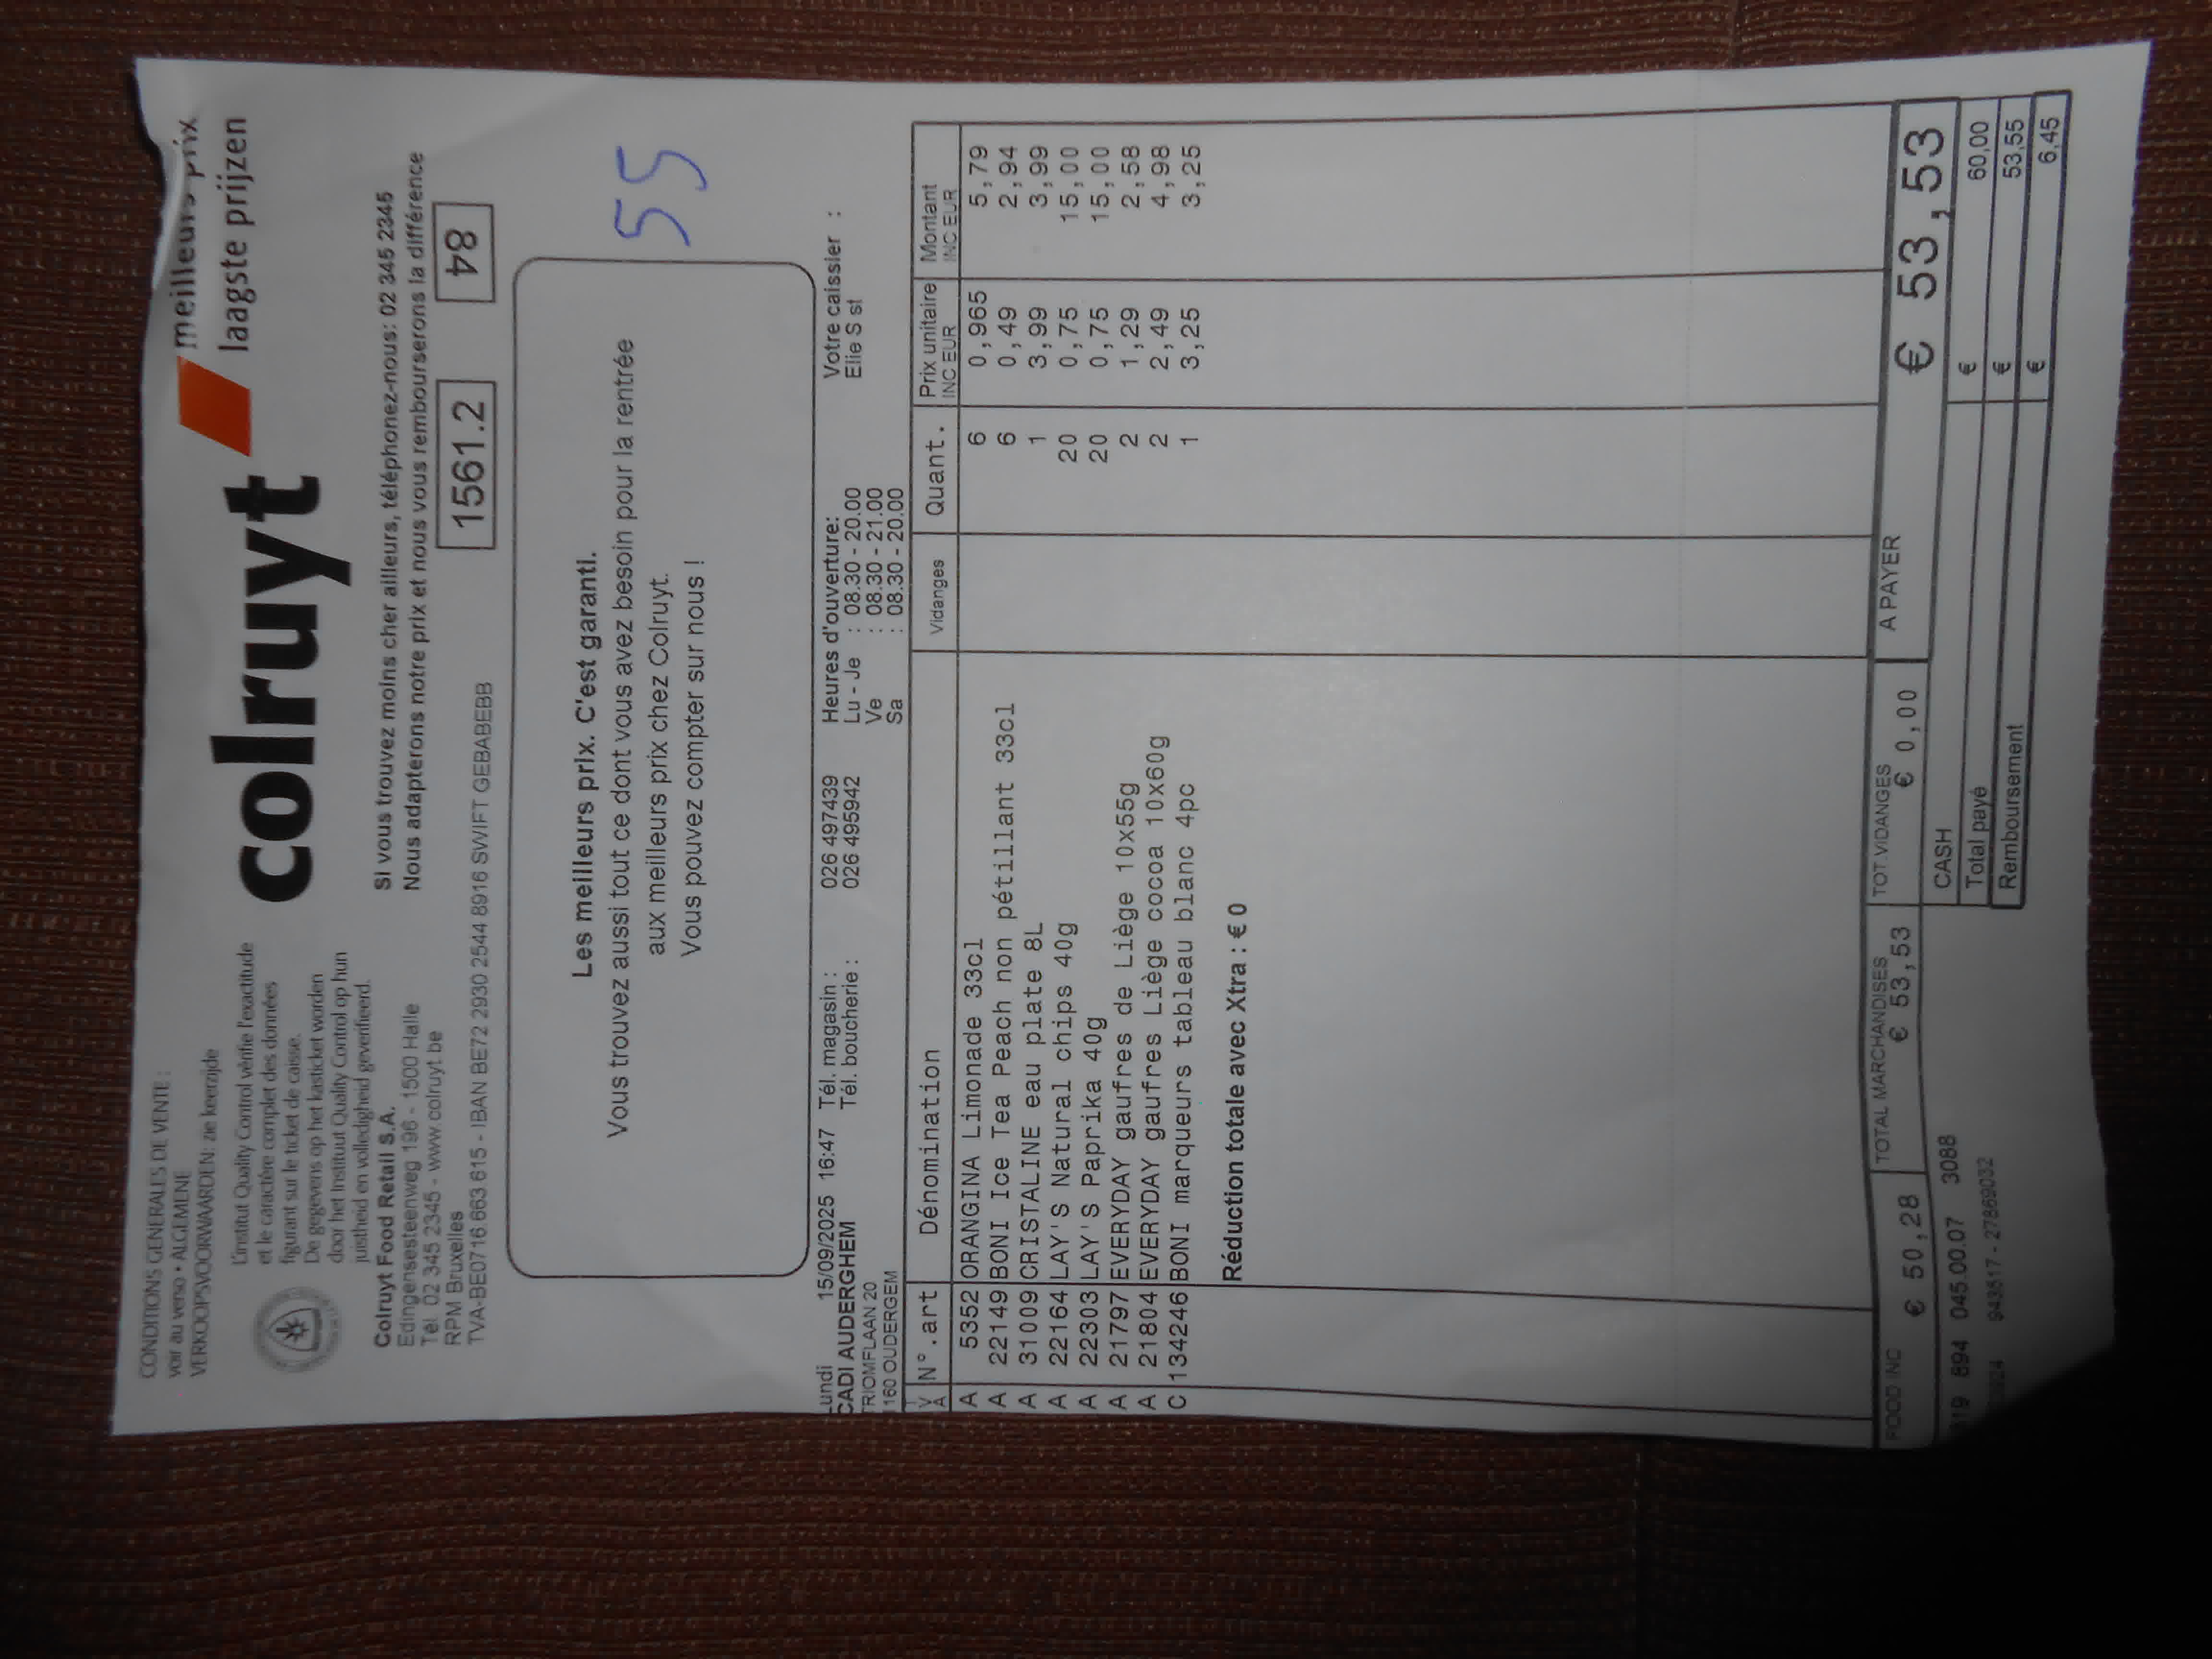 CONDITIONS GENERALES DE VENTE :
voir au verso • ALGEMENE
VERKOOPSVOORWAARDEN: zie keerzijde
L'institut Quality Control vérifie l'exactitude
et le caractère complet des données
figurant sur le ticket de caisse.
De gegevens op het kasticket worden
door het Instituut Quality Control op hun
juistheid en volledigheid geverifieerd.
colruyt
meilleurs prix
laagste prijzen
Colruyt Food Retail S.A.
Edingensesteenweg 196 - 1500 Halle
Tél. 02 345 2345 - www.colruyt.be
RPM Bruxelles
TVA-BE0716 663 615 - IBAN BE72 2930 2544 8916 SWIFT GEBABEBB
Si vous trouvez moins cher ailleurs, téléphonez-nous: 02 345 2345
Nous adapterons notre prix et nous vous rembourserons la différence
1561.2 84
Les meilleurs prix. C'est garanti.
Vous trouvez aussi tout ce dont vous avez besoin pour la rentrée
aux meilleurs prix chez Colruyt.
Vous pouvez compter sur nous !
55
Lundi 15/09/2025 16:47 Tél. magasin : 026 497439 Heures d'ouverture: Votre caissier :
CADI AUDERGHEM Tél. boucherie : 026 495942 Lu - Je : 08.30 - 20.00 Elie S st
TRIOMFLAAN 20 Ve : 08.30 - 21.00
1160 OUDERGEM Sa : 08.30 - 20.00
TVA N°.art Dénomination Vidanges Quant. Prix unitaire INC EUR Montant INC EUR
A 5352 ORANGINA Limonade 33cl 6 0,965 5,79
A 22149 BONI Ice Tea Peach non pétillant 33cl 6 0,49 2,94
A 31009 CRISTALINE eau plate 8L 1 3,99 3,99
A 22164 LAY'S Natural chips 40g 20 0,75 15,00
A 22303 LAY'S Paprika 40g 20 0,75 15,00
A 21797 EVERYDAY gaufres de Liège 10x55g 2 1,29 2,58
A 21804 EVERYDAY gaufres Liège cocoa 10x60g 2 2,49 4,98
C 134246 BONI marqueurs tableau blanc 4pc 1 3,25 3,25
Réduction totale avec Xtra : € 0
FOOD INC € 50,28 TOTAL MARCHANDISES € 53,53 TOT.VIDANGES € 0,00 A PAYER € 53,53
CASH € 60,00
Total payé € 53,55
Remboursement € 6,45
894 045.00.07 3088